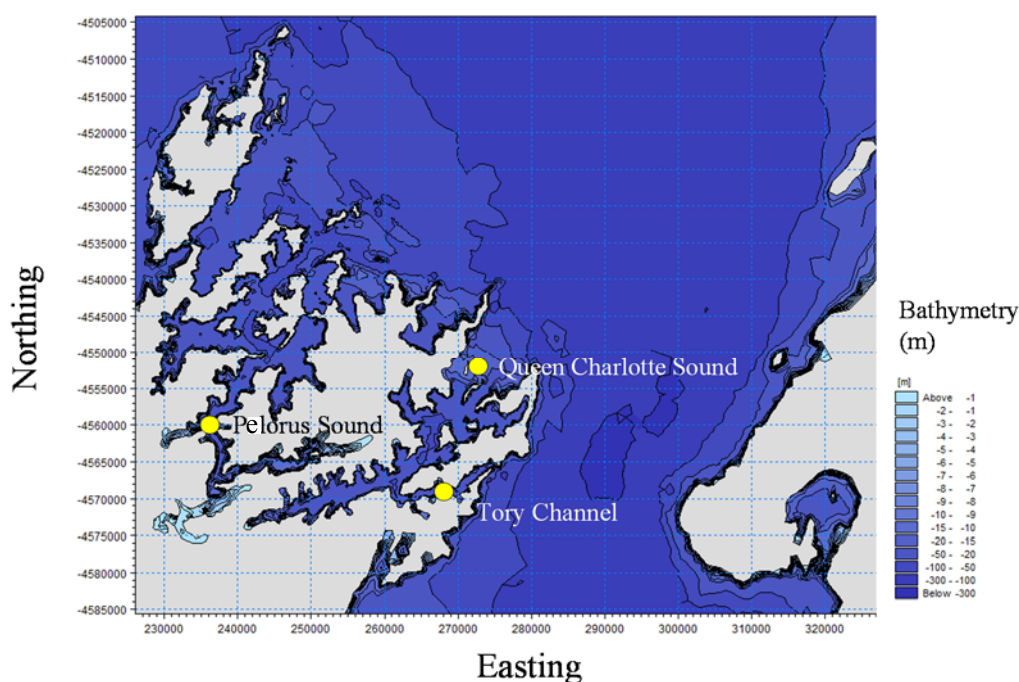 -4505000
-4510000
-4515000
-4520000
-4525000
-4530000
-4535000
-4540000
-4545000
-4550000
-4555000
-4560000
-4565000
-4570000
-4575000
-4580000
-4585000
Northing
Queen Charlotte Sound
Pelorus Sound
Tory Channel
230000 240000 250000 260000 270000 280000 290000 300000 310000 320000
Easting
Bathymetry
(m)
[m]
Above -1
-2 - -1
-3 - -2
-4 - -3
-5 - -4
-6 - -5
-7 - -6
-8 - -7
-9 - -8
-10 - -9
-15 - -10
-20 - -15
-50 - -20
-100 - -50
-300 - -100
Below -300